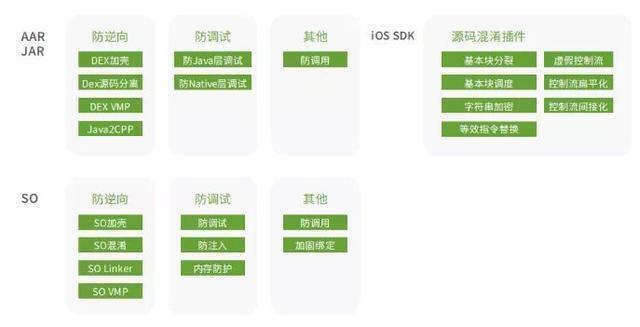 AAR
JAR
防逆向
DEX加壳
Dex源码分离
DEX VMP
Java2CPP
防调试
防Java层调试
防Native层调试
其他
防调用
iOS SDK
源码混淆插件
基本块分裂
虚假控制流
基本块调度
控制流扁平化
字符串加密
控制流间接化
等效指令替换
SO
防逆向
SO加壳
SO混淆
SO Linker
SO VMP
防调试
防调试
防注入
内存防护
其他
防调用
加固绑定